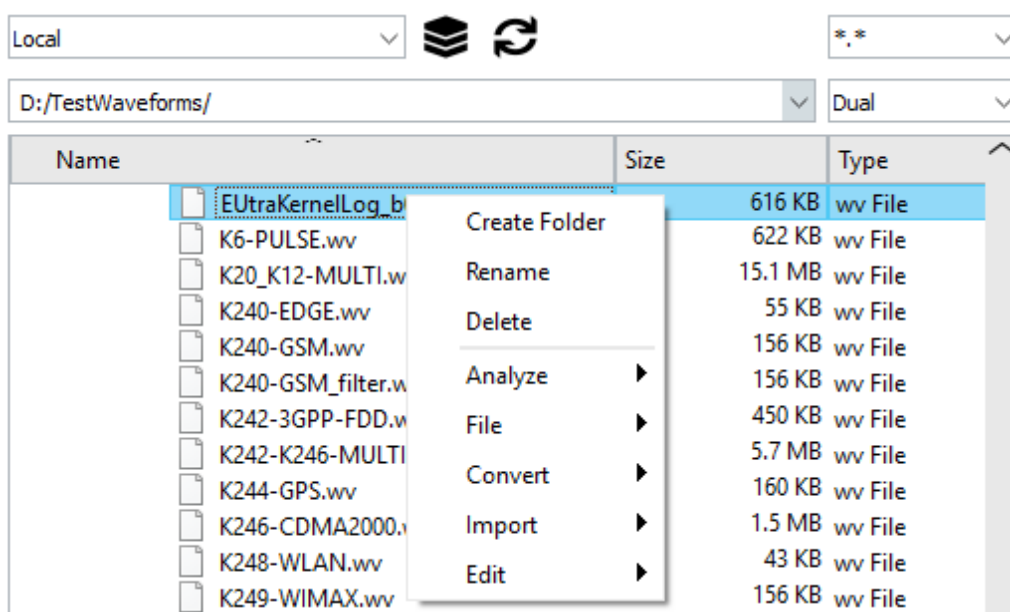 Local *.*
D:/TestWaveforms/ Dual
Name Size Type
EUtraKernelLog_b 616 KB wv File
K6-PULSE.wv 622 KB wv File
K20_K12-MULTI.w 15.1 MB wv File
K240-EDGE.wv 55 KB wv File
K240-GSM.wv 156 KB wv File
K240-GSM_filter.w 156 KB wv File
K242-3GPP-FDD.w 450 KB wv File
K242-K246-MULTI 5.7 MB wv File
K244-GPS.wv 160 KB wv File
K246-CDMA2000. 1.5 MB wv File
K248-WLAN.wv 43 KB wv File
K249-WIMAX.wv 156 KB wv File
Create Folder
Rename
Delete
Analyze
File
Convert
Import
Edit